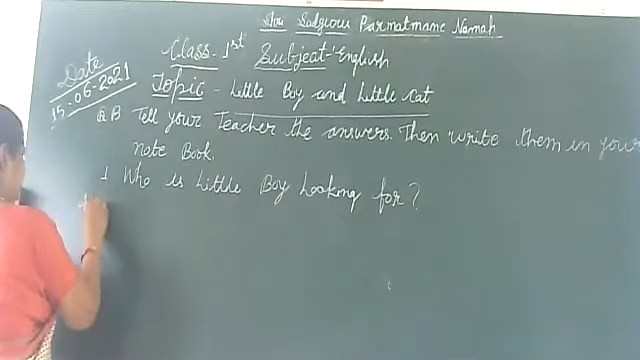 Shri Sadgurous Parmatmane Namah
Date
15-06-2021
Class - 1st Subject - English
Topic - Little Boy and Little Cat
Q B Tell your Teacher the answers. Then write them in your
note Book.
1 Who is Little Boy Looking for?